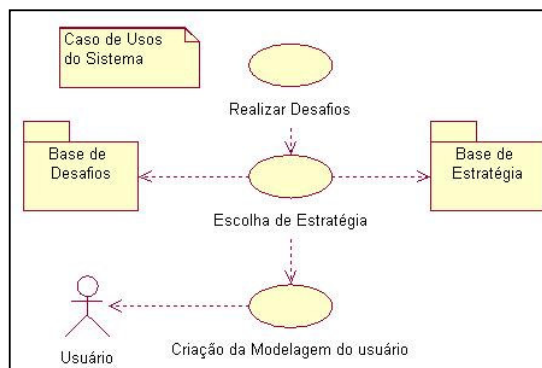 Caso de Usos
do Sistema
Realizar Desafios
Base de
Desafios
Base de
Estratégia
Escolha de Estratégia
Usuário
Criação da Modelagem do usuário